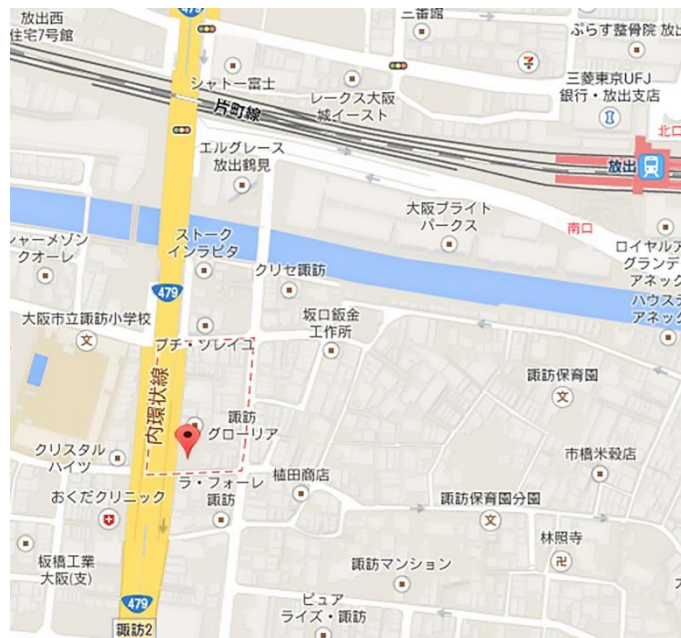 放出西
住宅7号館
479
三番館
ぷらす整骨院 放出
シャトー富士
レークス大阪
城イースト
三菱東京UFJ
銀行・放出支店
片町線
北口
エルグレース
放出鶴見
放出
大阪ブライト
パークス
南口
シャーメゾン
クオーレ
ストーク
インラビタ
ロイヤルア
グランデ
アネック
クリセ諏訪
479
ハウスデ
アネック
大阪市立諏訪小学校
坂口鈑金
工作所
プチ・ソレイユ
内環状線
諏訪保育園
諏訪
グローリア
クリスタル
ハイツ
市橋米穀店
ラ・フォーレ
諏訪
植田商店
おくだクリニック
諏訪保育園分園
林照寺
板橋工業
大阪(支)
諏訪マンション
479
ピュア
ライズ・諏訪
諏訪2